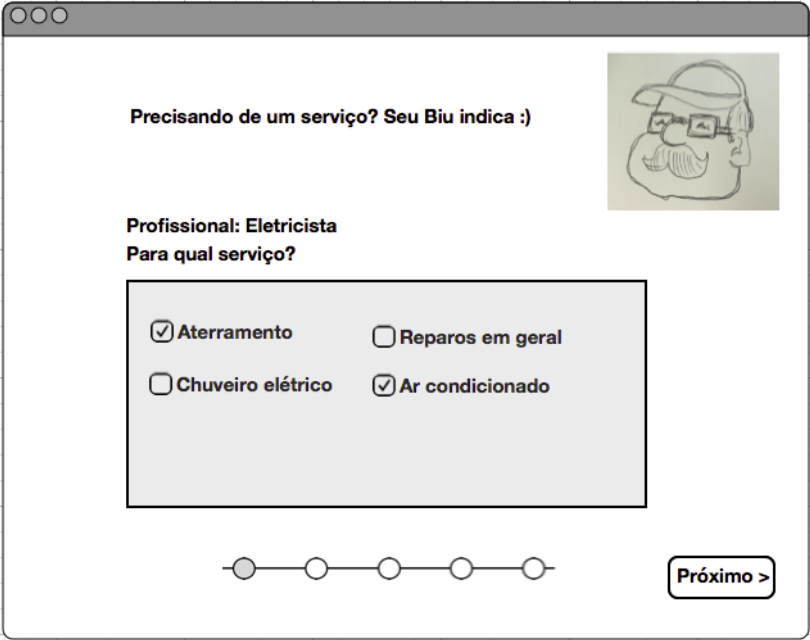 Precisando de um serviço? Seu Biu indica :)
Profissional: Eletricista
Para qual serviço?
Aterramento
Reparos em geral
Chuveiro elétrico
Ar condicionado
Próximo >